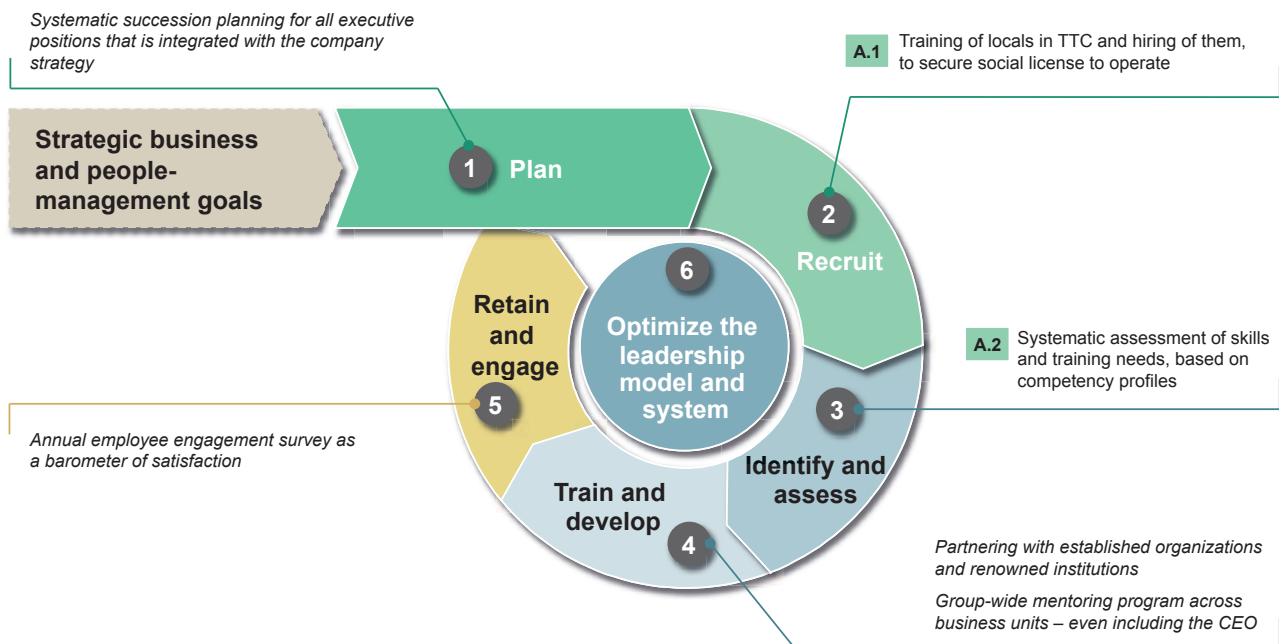 Systematic succession planning for all executive
positions that is integrated with the company
strategy
A.1
Training of locals in TTC and hiring of them,
to secure social license to operate
Strategic business
and people-
management goals
1
Plan
2
Recruit
6
Optimize the
leadership
model and
system
Retain
and
engage
5
A.2
Systematic assessment of skills
and training needs, based on
competency profiles
3
Identify and
assess
Annual employee engagement survey as
a barometer of satisfaction
Train and
develop
4
Partnering with established organizations
and renowned institutions
Group-wide mentoring program across
business units – even including the CEO